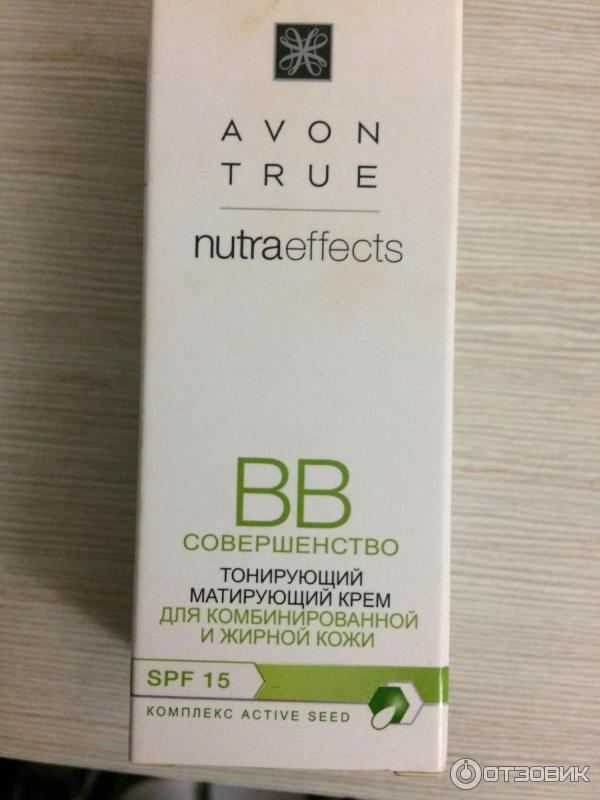 AVON
TRUE
nutraeffects
BB
СОВЕРШЕНСТВО
ТОНИРУЮЩИЙ
МАТИРУЮЩИЙ КРЕМ
ДЛЯ КОМБИНИРОВАННОЙ
И ЖИРНОЙ КОЖИ
SPF 15
КОМПЛЕКС ACTIVE SEED
ОТЗОВИК